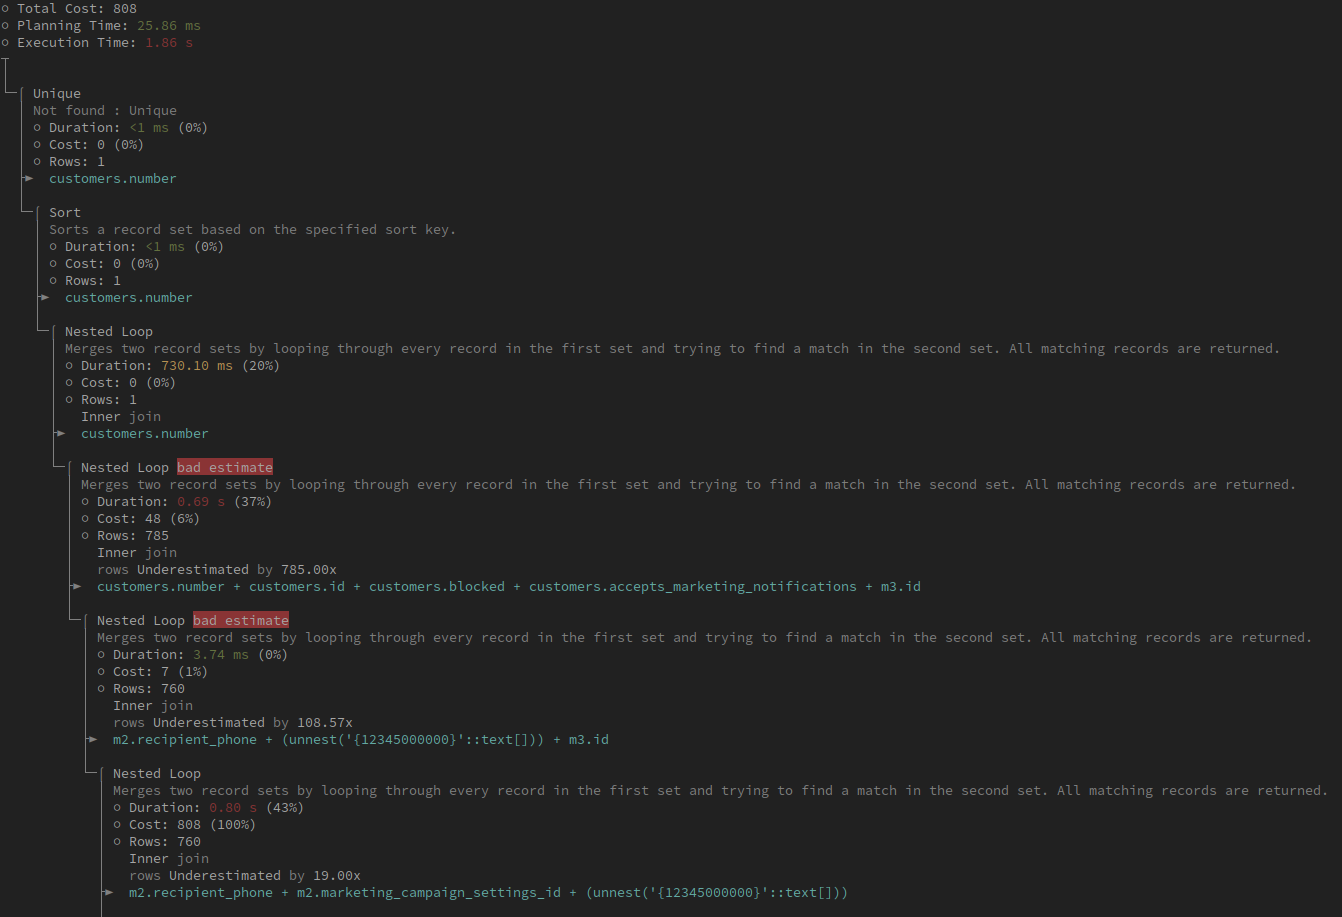 Total Cost: 808
Planning Time: 25.86 ms
Execution Time: 1.86 s
Unique
Not found : Unique
Duration: <1 ms (0%)
Cost: 0 (0%)
Rows: 1
customers.number
Sort
Sorts a record set based on the specified sort key.
Duration: <1 ms (0%)
Cost: 0 (0%)
Rows: 1
customers.number
Nested Loop
Merges two record sets by looping through every record in the first set and trying to find a match in the second set. All matching records are returned.
Duration: 730.10 ms (20%)
Cost: 0 (0%)
Rows: 1
Inner join
customers.number
Nested Loop bad estimate
Merges two record sets by looping through every record in the first set and trying to find a match in the second set. All matching records are returned.
Duration: 0.69 s (37%)
Cost: 48 (6%)
Rows: 785
Inner join
rows Underestimated by 785.00x
customers.number + customers.id + customers.blocked + customers.accepts_marketing_notifications + m3.id
Nested Loop bad estimate
Merges two record sets by looping through every record in the first set and trying to find a match in the second set. All matching records are returned.
Duration: 3.74 ms (0%)
Cost: 7 (1%)
Rows: 760
Inner join
rows Underestimated by 108.57x
m2.recipient_phone + (unnest('{12345000000}'::text[])) + m3.id
Nested Loop
Merges two record sets by looping through every record in the first set and trying to find a match in the second set. All matching records are returned.
Duration: 0.80 s (43%)
Cost: 808 (100%)
Rows: 760
Inner join
rows Underestimated by 19.00x
m2.recipient_phone + m2.marketing_campaign_settings_id + (unnest('{12345000000}'::text[]))